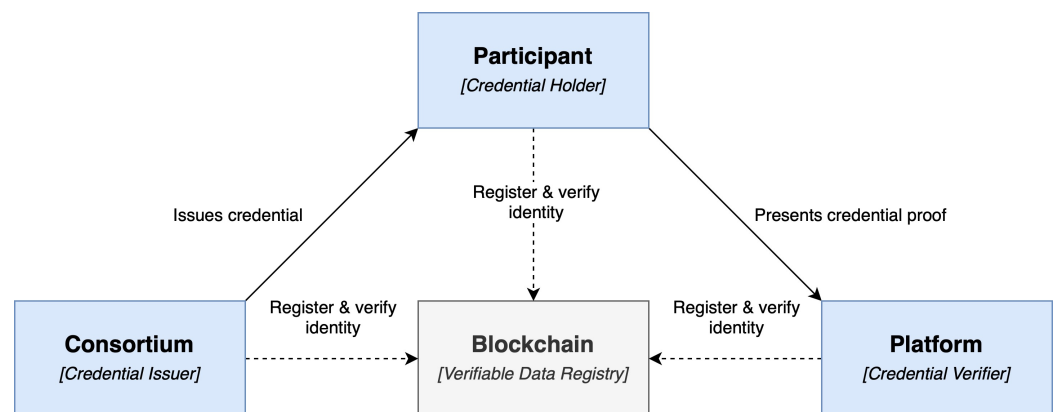 Participant
[Credential Holder]
Register & verify
identity
Issues credential
Presents credential proof
Register & verify
identity
Register & verify
identity
Consortium
[Credential Issuer]
Blockchain
[Verifiable Data Registry]
Platform
[Credential Verifier]